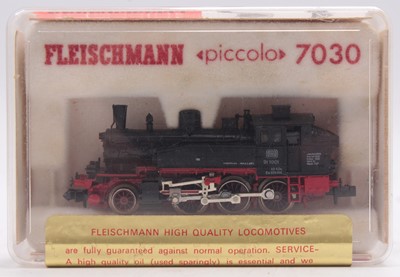 FLEISCHMANN «piccolo» 7030
FLEISCHMANN HIGH QUALITY LOCOMOTIVES
are fully guaranteed against normal operation. SERVICE-
A high quality oil (used sparingly) is essential and we